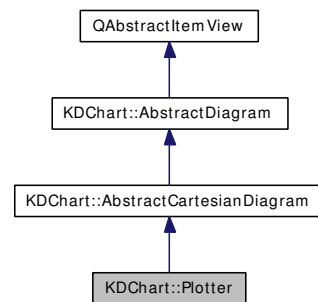 QAbstractItemView
KDChart::AbstractDiagram
KDChart::AbstractCartesianDiagram
KDChart::Plotter